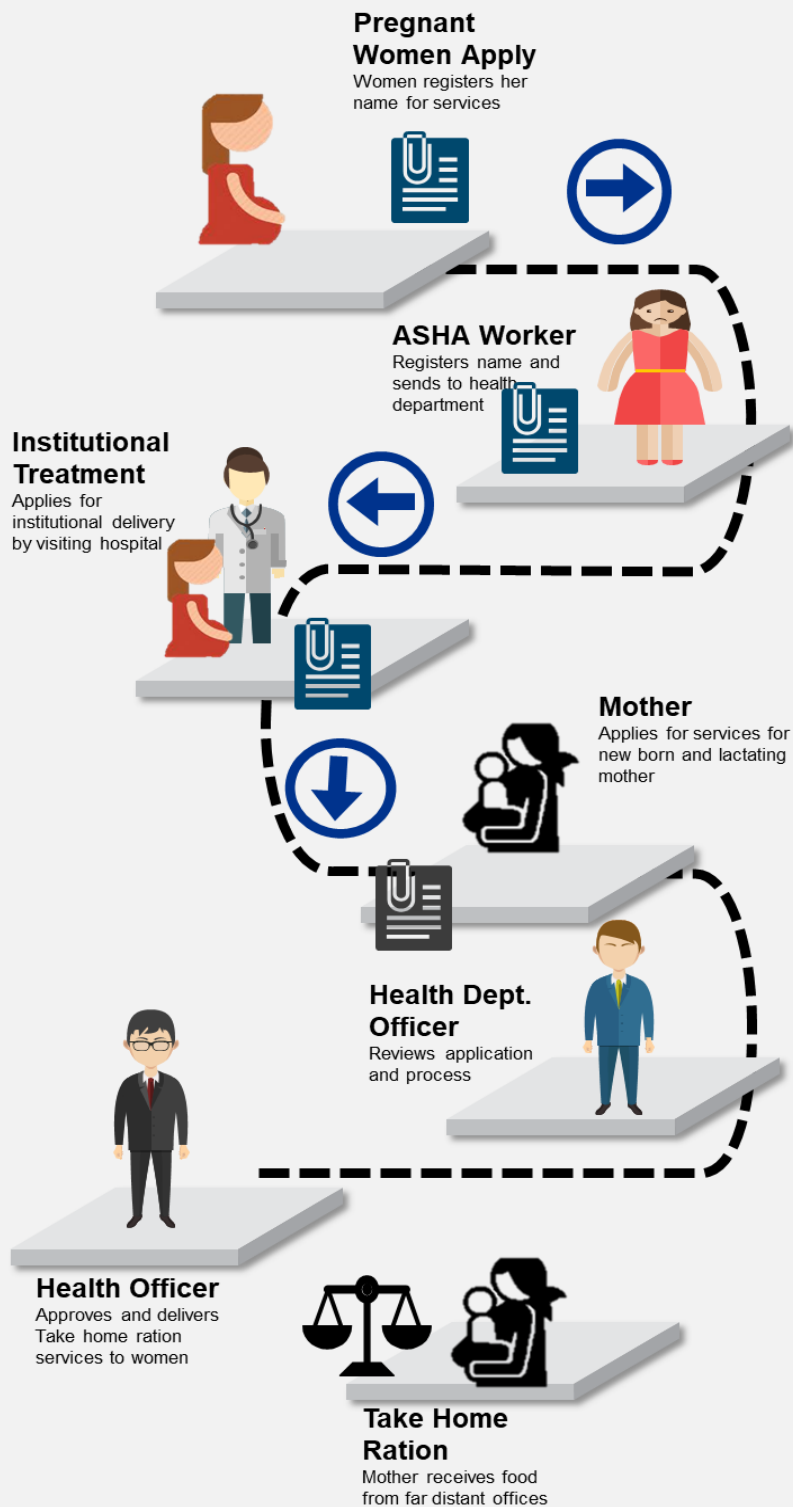 Pregnant
Women Apply
Women registers her
name for services
ASHA Worker
Registers name and
sends to health
department
Institutional
Treatment
Applies for
institutional delivery
by visiting hospital
Mother
Applies for services for
new born and lactating
mother
Health Dept.
Officer
Reviews application
and process
Health Officer
Approves and delivers
Take home ration
services to women
Take Home
Ration
Mother receives food
from far distant offices